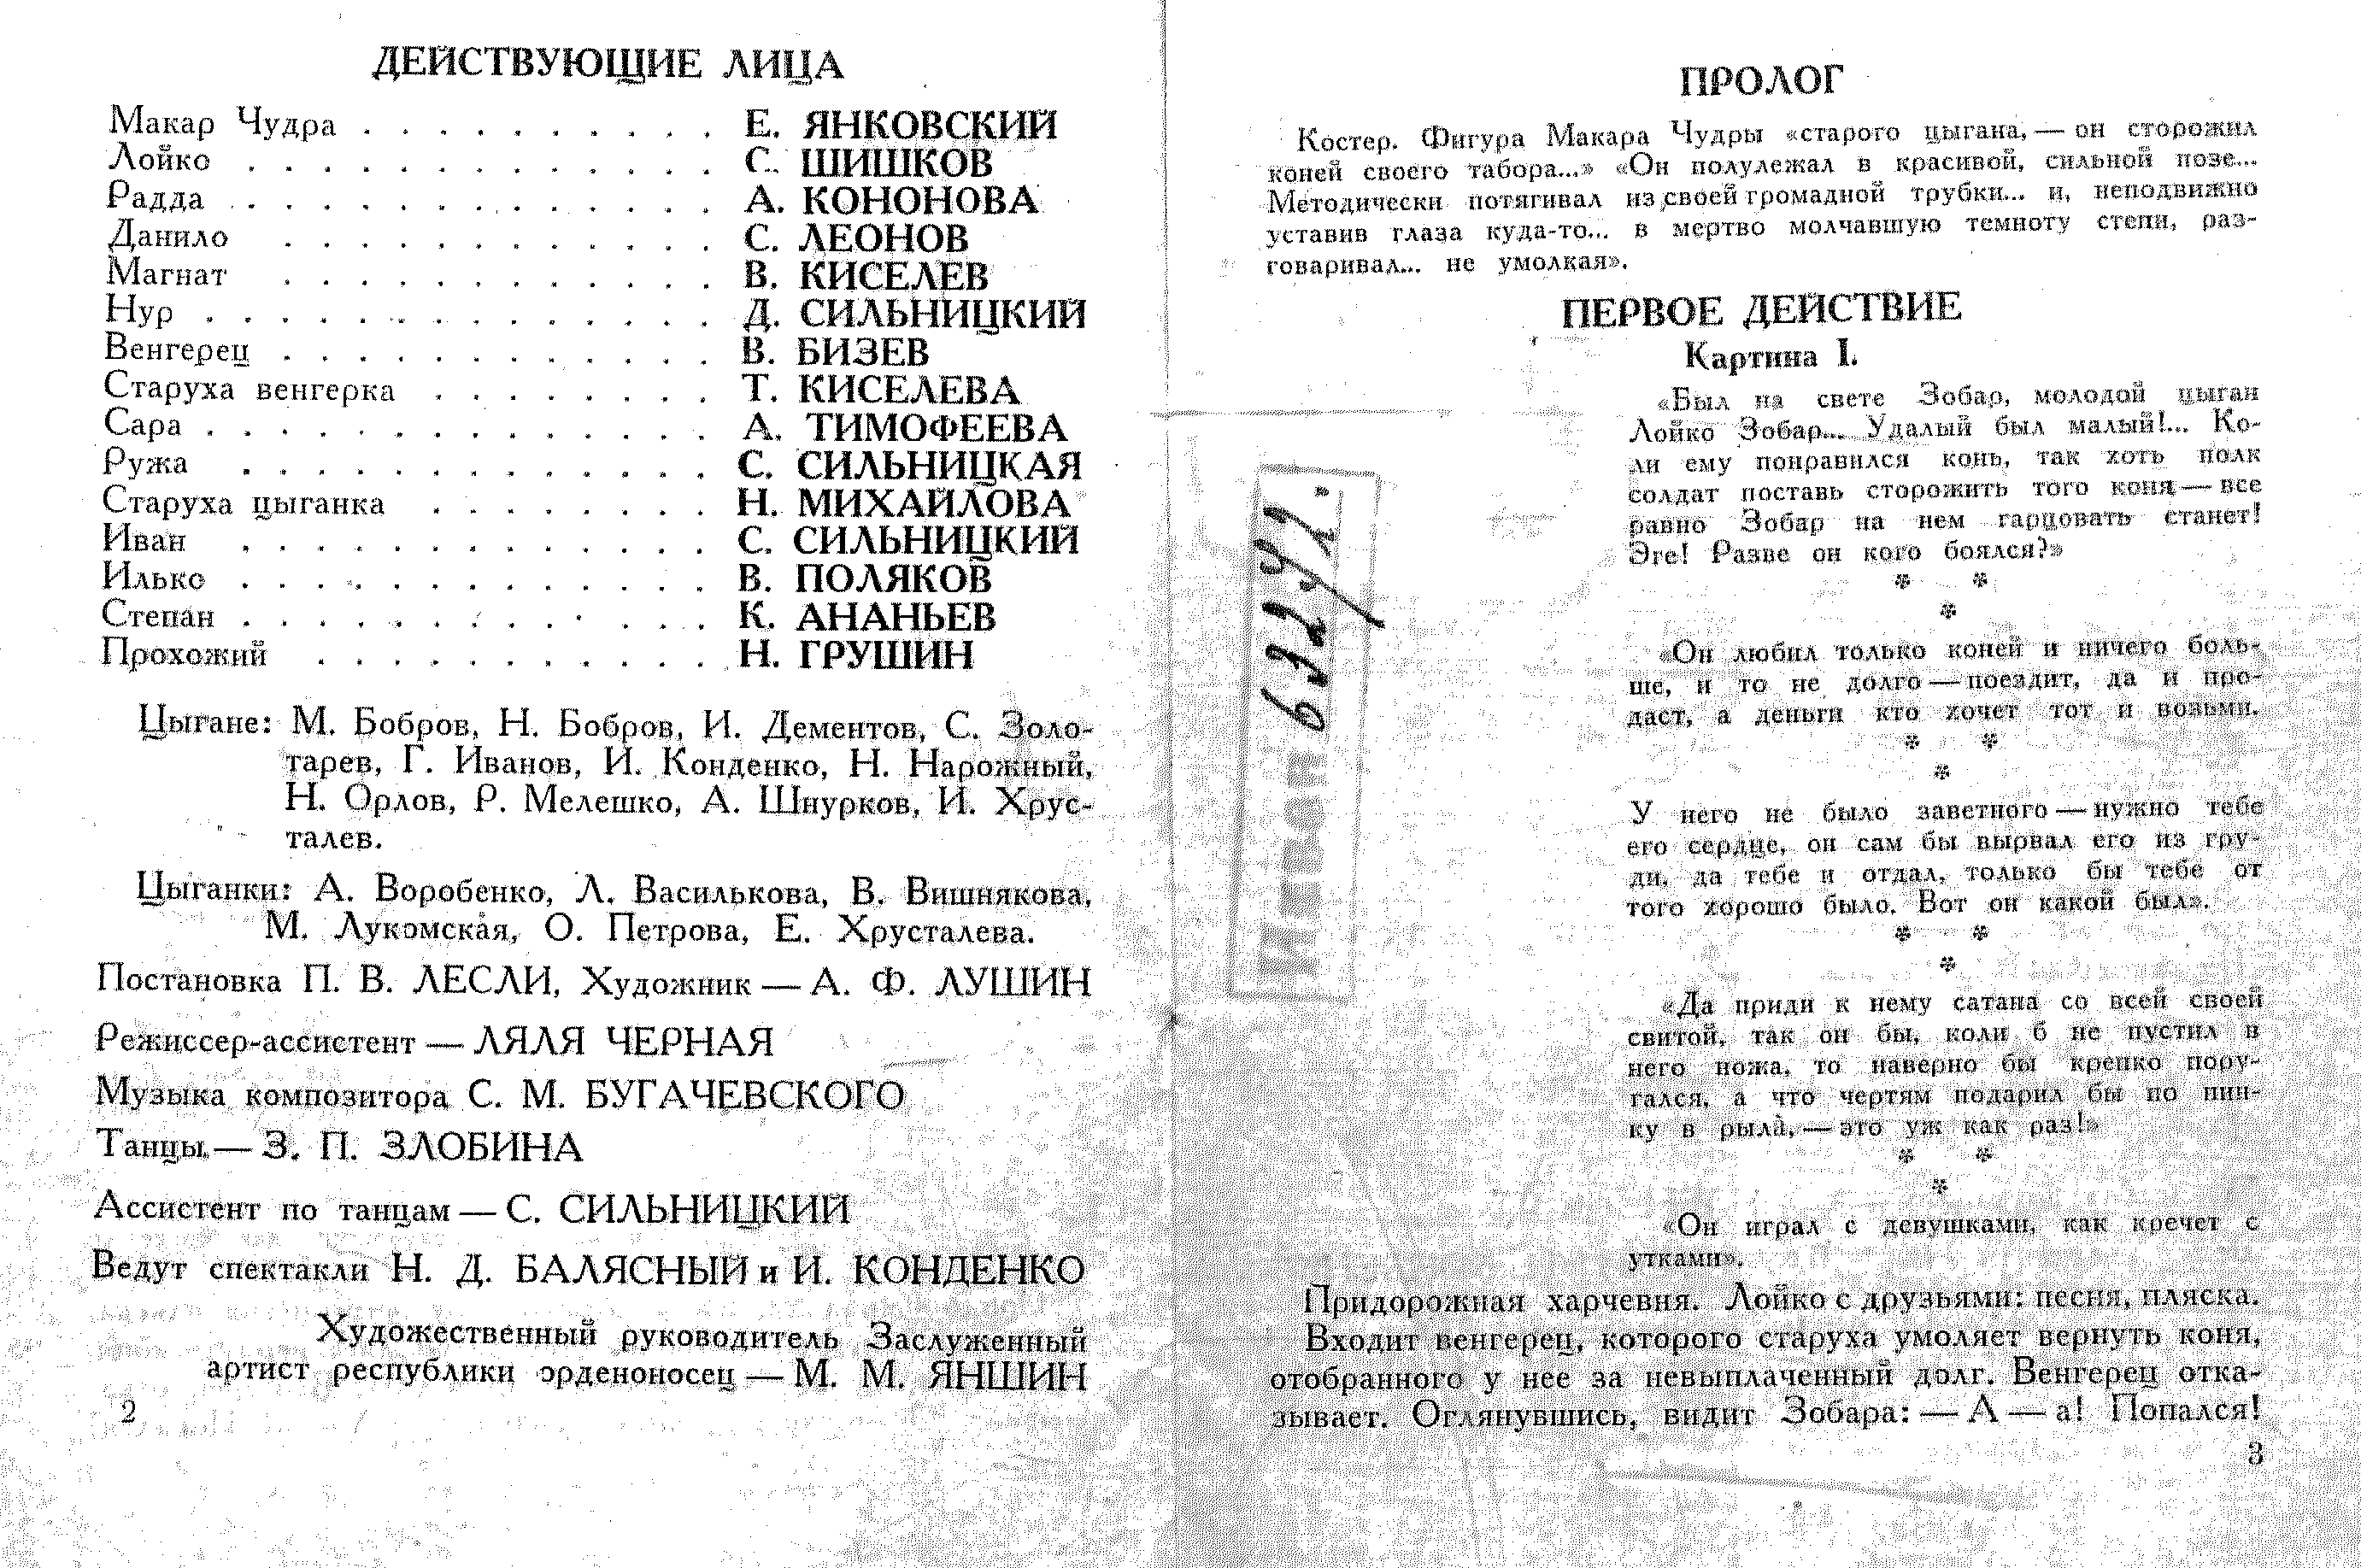 ДЕЙСТВУЮЩИЕ ЛИЦА
Макар Чудра . . . . . . . . . . Е. ЯНКОВСКИЙ
Лойко . . . . . . . . . . . . . С. ШИШКОВ
Радда . . . . . . . . . . . . . А. КОНОНОВА
Данило . . . . . . . . . . . . С. ЛЕОНОВ
Магнат . . . . . . . . . . . . В. КИСЕЛЕВ
Нур . . . . . . . . . . . . . . Д. СИЛЬНИЦКИЙ
Венгерец . . . . . . . . . . . . В. БИЗЕВ
Старуха венгерка . . . . . . . . Т. КИСЕЛЕВА
Сара . . . . . . . . . . . . . . А. ТИМОФЕЕВА
Ружа . . . . . . . . . . . . . С. СИЛЬНИЦКАЯ
Старуха цыганка . . . . . . . . Н. МИХАЙЛОВА
Иван . . . . . . . . . . . . . С. СИЛЬНИЦКИЙ
Илько . . . . . . . . . . . . . В. ПОЛЯКОВ
Степан . . . . . . . . . . . . . К. АНАНЬЕВ
Прохожий . . . . . . . . . . . Н. ГРУШИН
Цыгане: М. Бобров, Н. Бобров, И. Дементов, С. Золо-
тарев, Г. Иванов, И. Конденко, Н. Нарожный,
Н. Орлов, Р. Мелешко, А. Шнурков, И. Хрус-
талев.
Цыганки: А. Воробенко, Л. Василькова, В. Вишнякова,
М. Лукомская, О. Петрова, Е. Хрусталева.
Постановка П. В. ЛЕСЛИ, Художник — А. Ф. ЛУШИН
Режиссер-ассистент — ЛЯЛЯ ЧЕРНАЯ
Музыка композитора С. М. БУГАЧЕВСКОГО
Танцы — З. П. ЗЛОБИНА
Ассистент по танцам — С. СИЛЬНИЦКИЙ
Ведут спектакли Н. Д. БАЛЯСНЫЙ и И. КОНДЕНКО
Художественный руководитель Заслуженный
артист республики орденоносец — М. М. ЯНШИН
2
ПРОЛОГ
Костер. Фигура Макара Чудры «старого цыгана, — он сторожил
коней своего табора...» «Он полулежал в красивой, сильной позе...
Методически потягивал из своей громадной трубки... и, неподвижно
уставив глаза куда-то... в мертво молчавшую темноту степи, раз-
говаривал... не умолкая».
ПЕРВОЕ ДЕЙСТВИЕ
Картина I.
«Был на свете Зобар, молодой цыган
Лойко Зобар... Удалый был малый!... Ко-
ли ему понравился конь, так хоть полк
солдат поставь сторожить того коня — все
равно Зобар на нем гарцовать станет!
Эге! Разве он кого боялся?»
* *
*
«Он любил только коней и ничего боль-
ше, и то не долго — поездит, да и про-
даст, а деньги кто хочет тот и возьми.
* *
*
У него не было заветного — нужно тебе
его сердце, он сам бы вырвал его из гру-
ди, да тебе и отдал, только бы тебе от
того хорошо было. Вот он какой был».
* *
*
«Да приди к нему сатана со всей своей
свитой, так он бы, коли б не пустил в
него ножа, то наверно бы крепко пору-
гался, а что чертям подарил бы по пин-
ку в рыла, — это уж как раз!»
* *
*
«Он играл с девушками, как кречет с
утками».
Придорожная харчевня. Лойко с друзьями: песня, пляска.
Входит венгерец, которого старуха умоляет вернуть коня,
отобранного у нее за невыплаченный долг. Венгерец отка-
зывает. Оглянувшись, видит Зобара: — А — а! Попался!
3